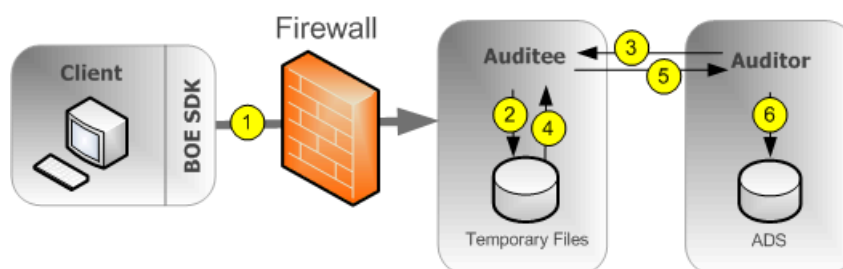 Firewall
Client
BOE SDK
1
Auditee
3
5
Auditor
2
4
6
Temporary Files
ADS